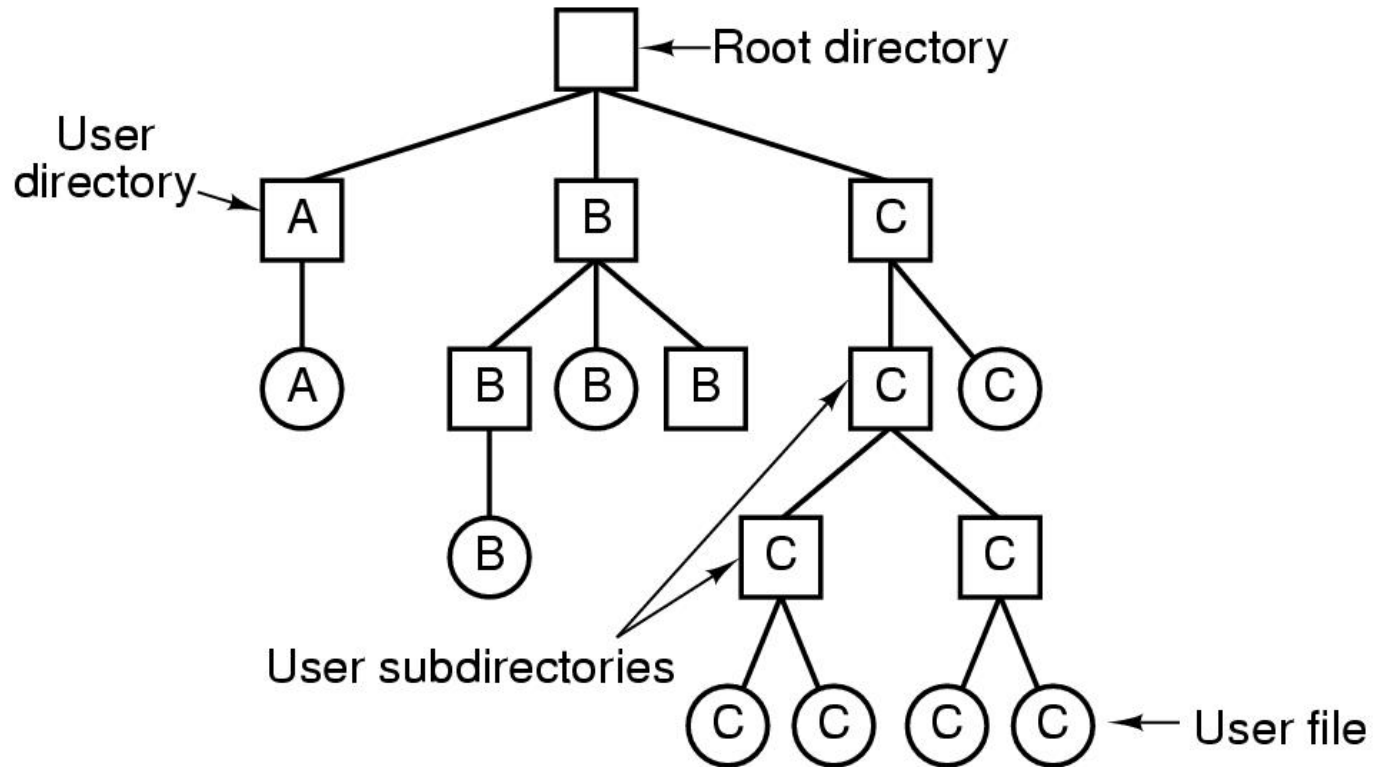 Root directory
User
directory
A
B
C
A
B
B
B
C
C
B
C
C
User subdirectories
C
C
C
C
User file